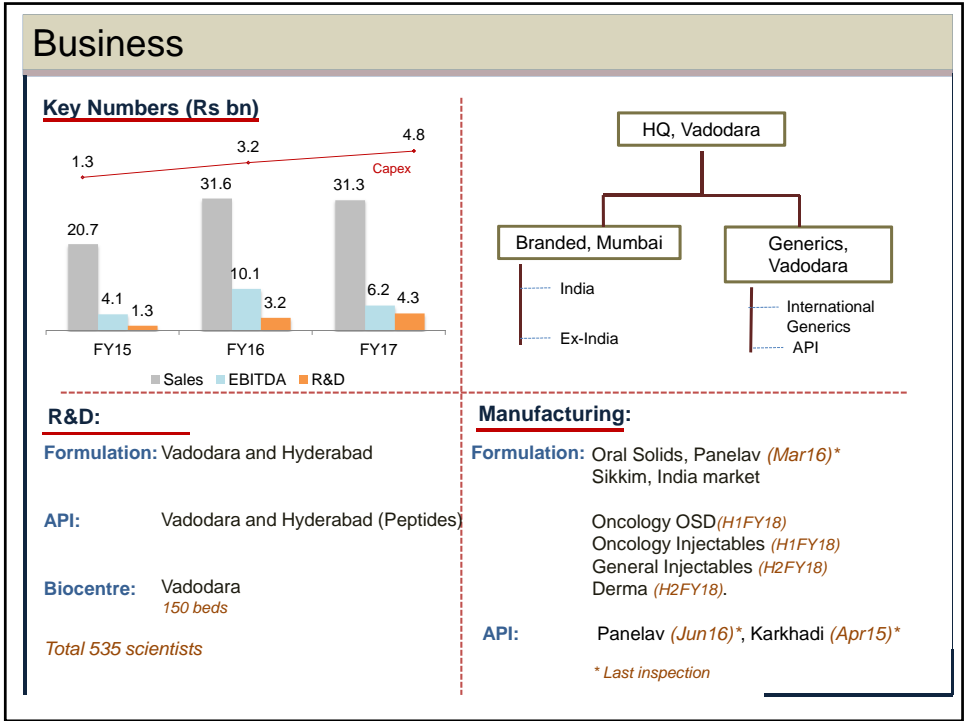 Business
Key Numbers (Rs bn)
1.3
3.2
4.8
Capex
20.7
4.1
1.3
31.6
10.1
3.2
31.3
6.2
4.3
FY15
FY16
FY17
Sales
EBITDA
R&D
HQ, Vadodara
Branded, Mumbai
India
Ex-India
Generics,
Vadodara
International
Generics
API
R&D:
Formulation: Vadodara and Hyderabad
API: Vadodara and Hyderabad (Peptides)
Biocentre: Vadodara
150 beds
Total 535 scientists
Manufacturing:
Formulation: Oral Solids, Panelav (Mar16)*
Sikkim, India market
Oncology OSD(H1FY18)
Oncology Injectables (H1FY18)
General Injectables (H2FY18)
Derma (H2FY18).
API: Panelav (Jun16)*, Karkhadi (Apr15)*
* Last inspection